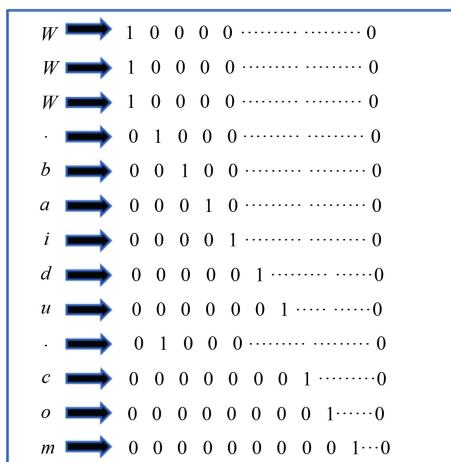 W 1 0 0 0 0 ········· ········· 0
W 1 0 0 0 0 ········· ········· 0
W 1 0 0 0 0 ········· ········· 0
· 0 1 0 0 0 ········· ········· 0
b 0 0 1 0 0 ········· ········· 0
a 0 0 0 1 0 ········· ········· 0
i 0 0 0 0 1 ········· ········· 0
d 0 0 0 0 0 1 ········· ······0
u 0 0 0 0 0 0 1 ····· ······0
· 0 1 0 0 0 ········· ········· 0
c 0 0 0 0 0 0 0 1 ·········0
o 0 0 0 0 0 0 0 0 1······0
m 0 0 0 0 0 0 0 0 0 1···0